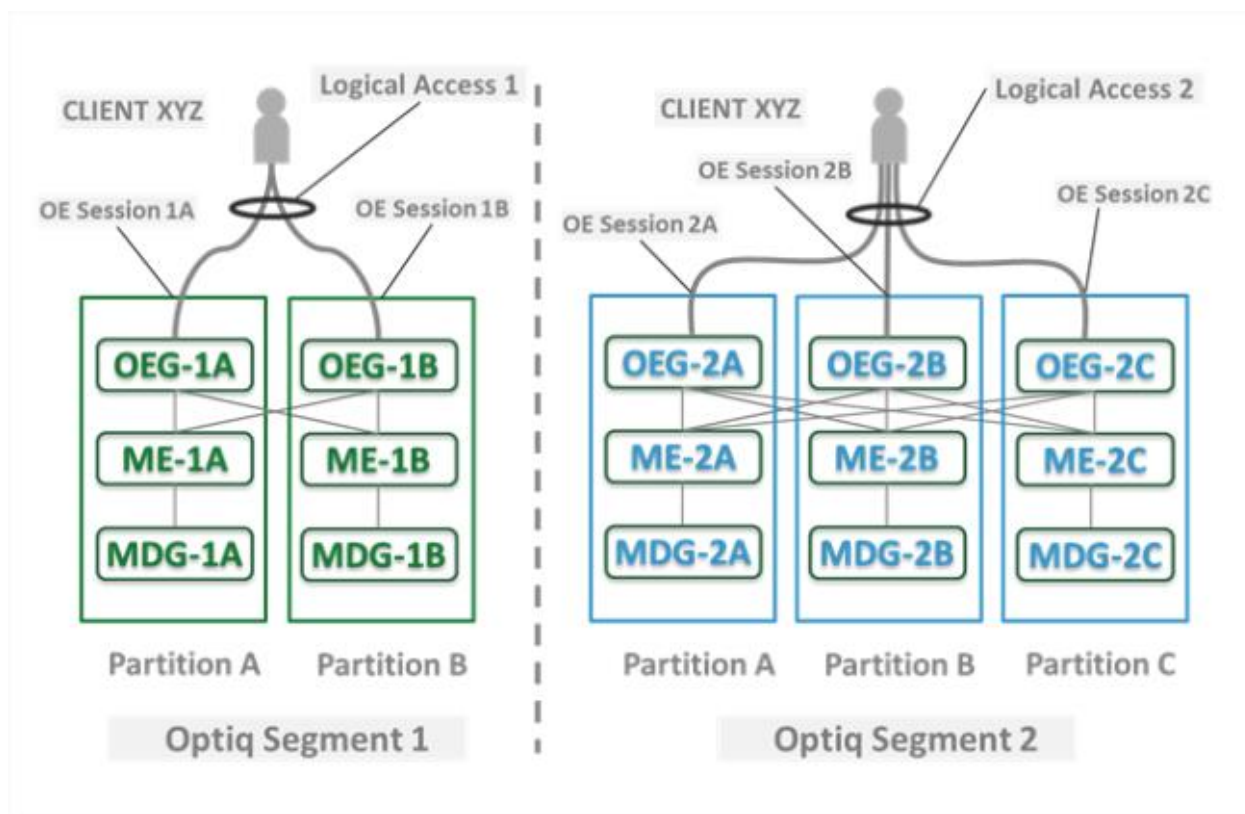 CLIENT XYZ
Logical Access 1
OE Session 1A
OE Session 1B
OEG-1A
OEG-1B
ME-1A
ME-1B
MDG-1A
MDG-1B
Partition A
Partition B
Optiq Segment 1
CLIENT XYZ
Logical Access 2
OE Session 2B
OE Session 2A
OE Session 2C
OEG-2A
OEG-2B
OEG-2C
ME-2A
ME-2B
ME-2C
MDG-2A
MDG-2B
MDG-2C
Partition A
Partition B
Partition C
Optiq Segment 2